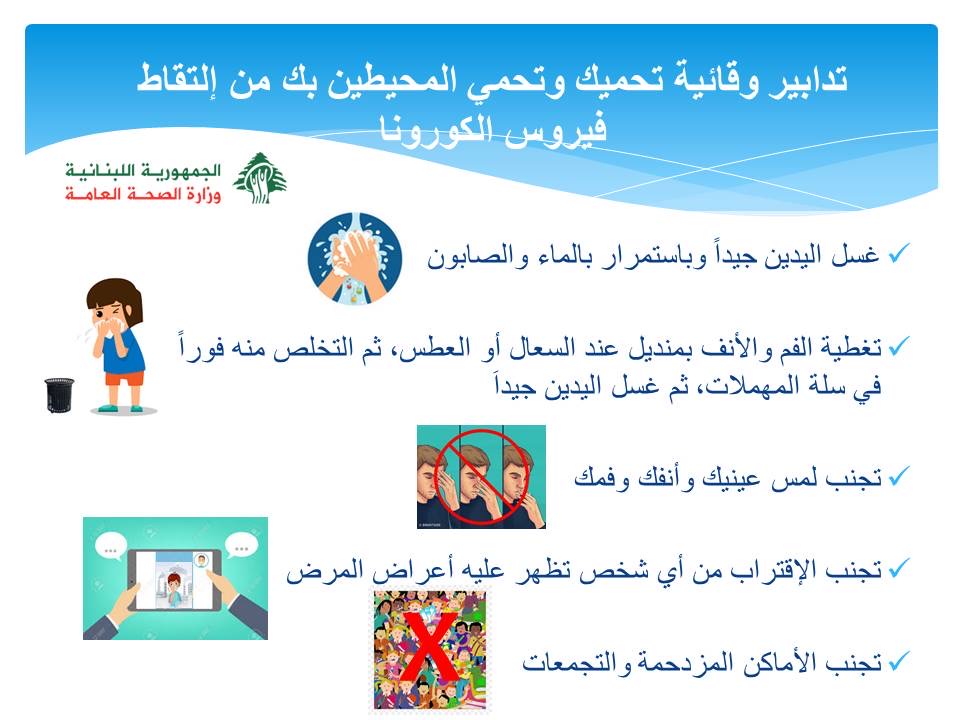 تدابير وقائية تحميك وتحمي المحيطين بك من إلتقاط
فيروس الكورونا
الجمهورية اللبنانية
وزارة الصحة العامة
✓ غسل اليدين جيداً وباستمرار بالماء والصابون
✓ تغطية الفم والأنف بمنديل عند السعال أو العطس، ثم التخلص منه فوراً
في سلة المهملات، ثم غسل اليدين جيداَ
✓ تجنب لمس عينيك وأنفك وفمك
✓ تجنب الإقتراب من أي شخص تظهر عليه أعراض المرض
✓ تجنب الأماكن المزدحمة والتجمعات
X